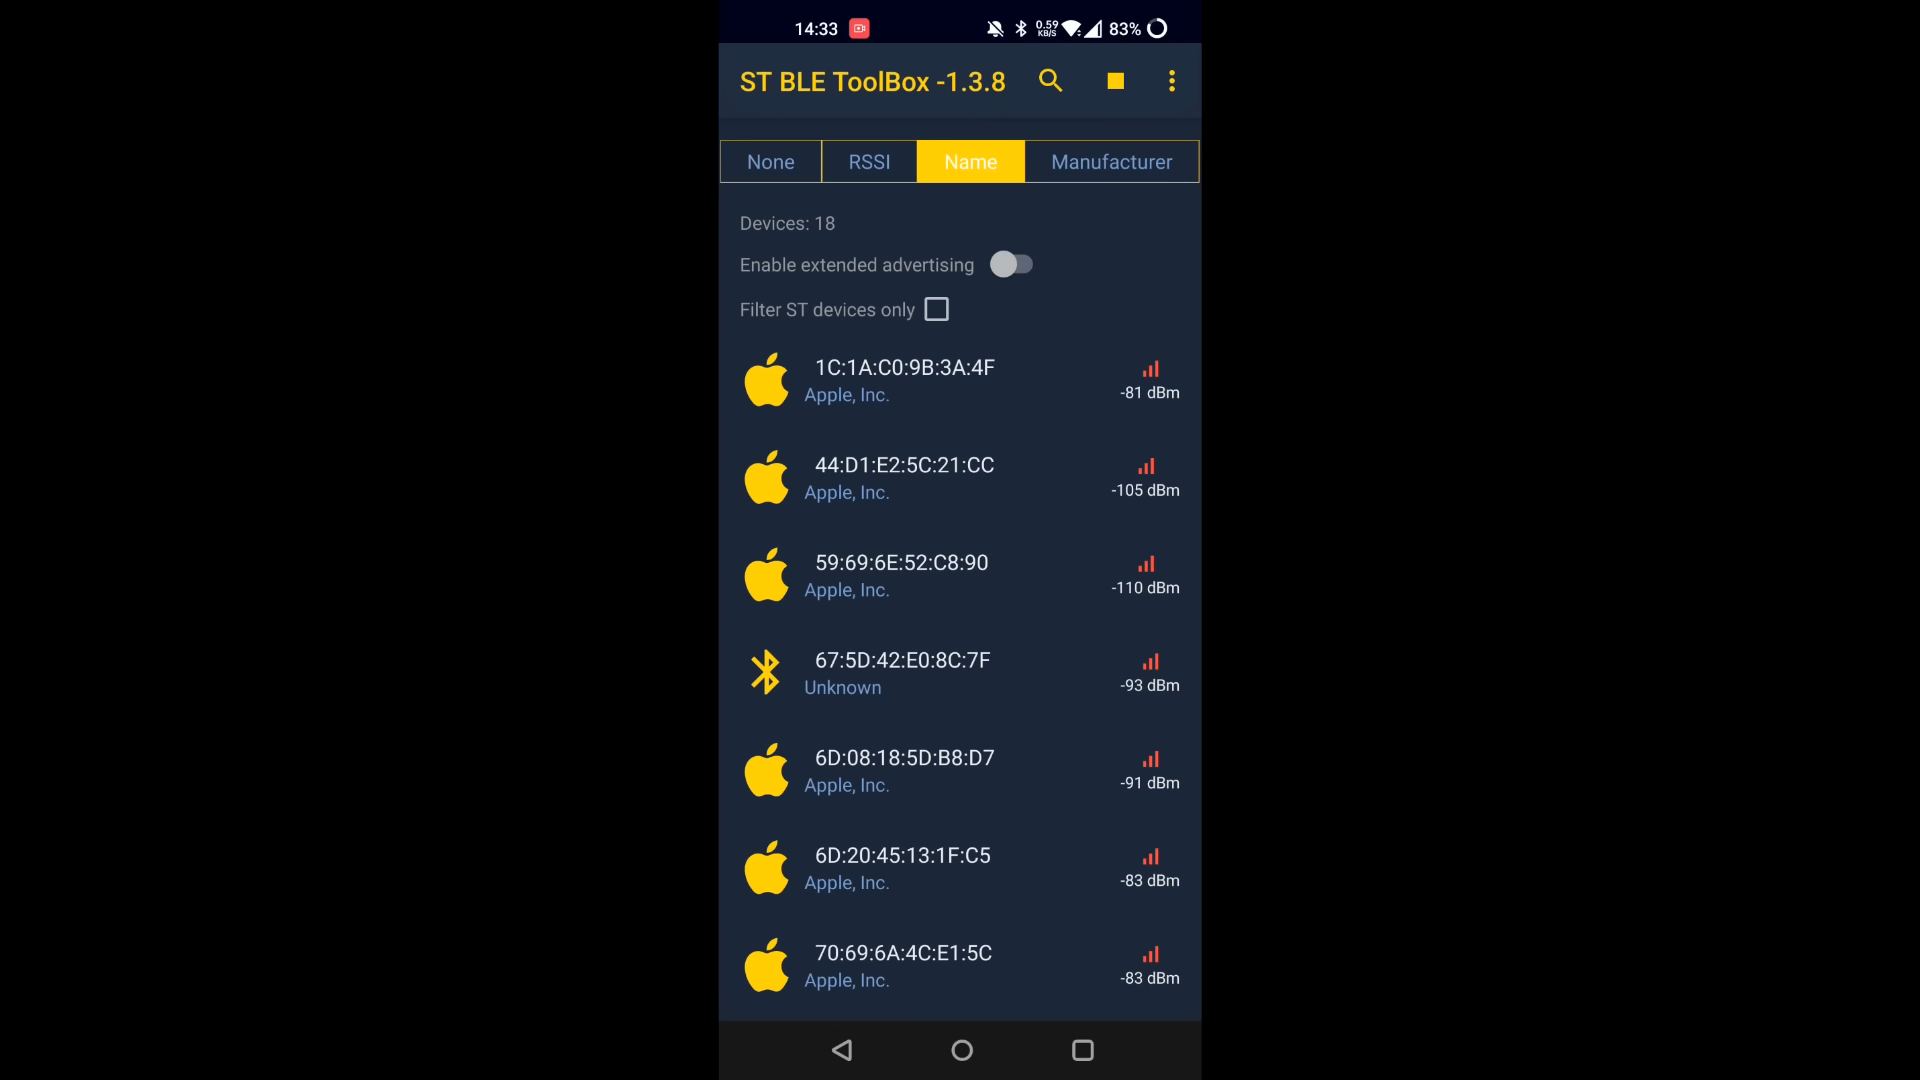 14:33
0.59 KB/S
83%
ST BLE ToolBox -1.3.8
None RSSI Name Manufacturer
Devices: 18
Enable extended advertising
Filter ST devices only
1C:1A:C0:9B:3A:4F
Apple, Inc.
-81 dBm
44:D1:E2:5C:21:CC
Apple, Inc.
-105 dBm
59:69:6E:52:C8:90
Apple, Inc.
-110 dBm
67:5D:42:E0:8C:7F
Unknown
-93 dBm
6D:08:18:5D:B8:D7
Apple, Inc.
-91 dBm
6D:20:45:13:1F:C5
Apple, Inc.
-83 dBm
70:69:6A:4C:E1:5C
Apple, Inc.
-83 dBm